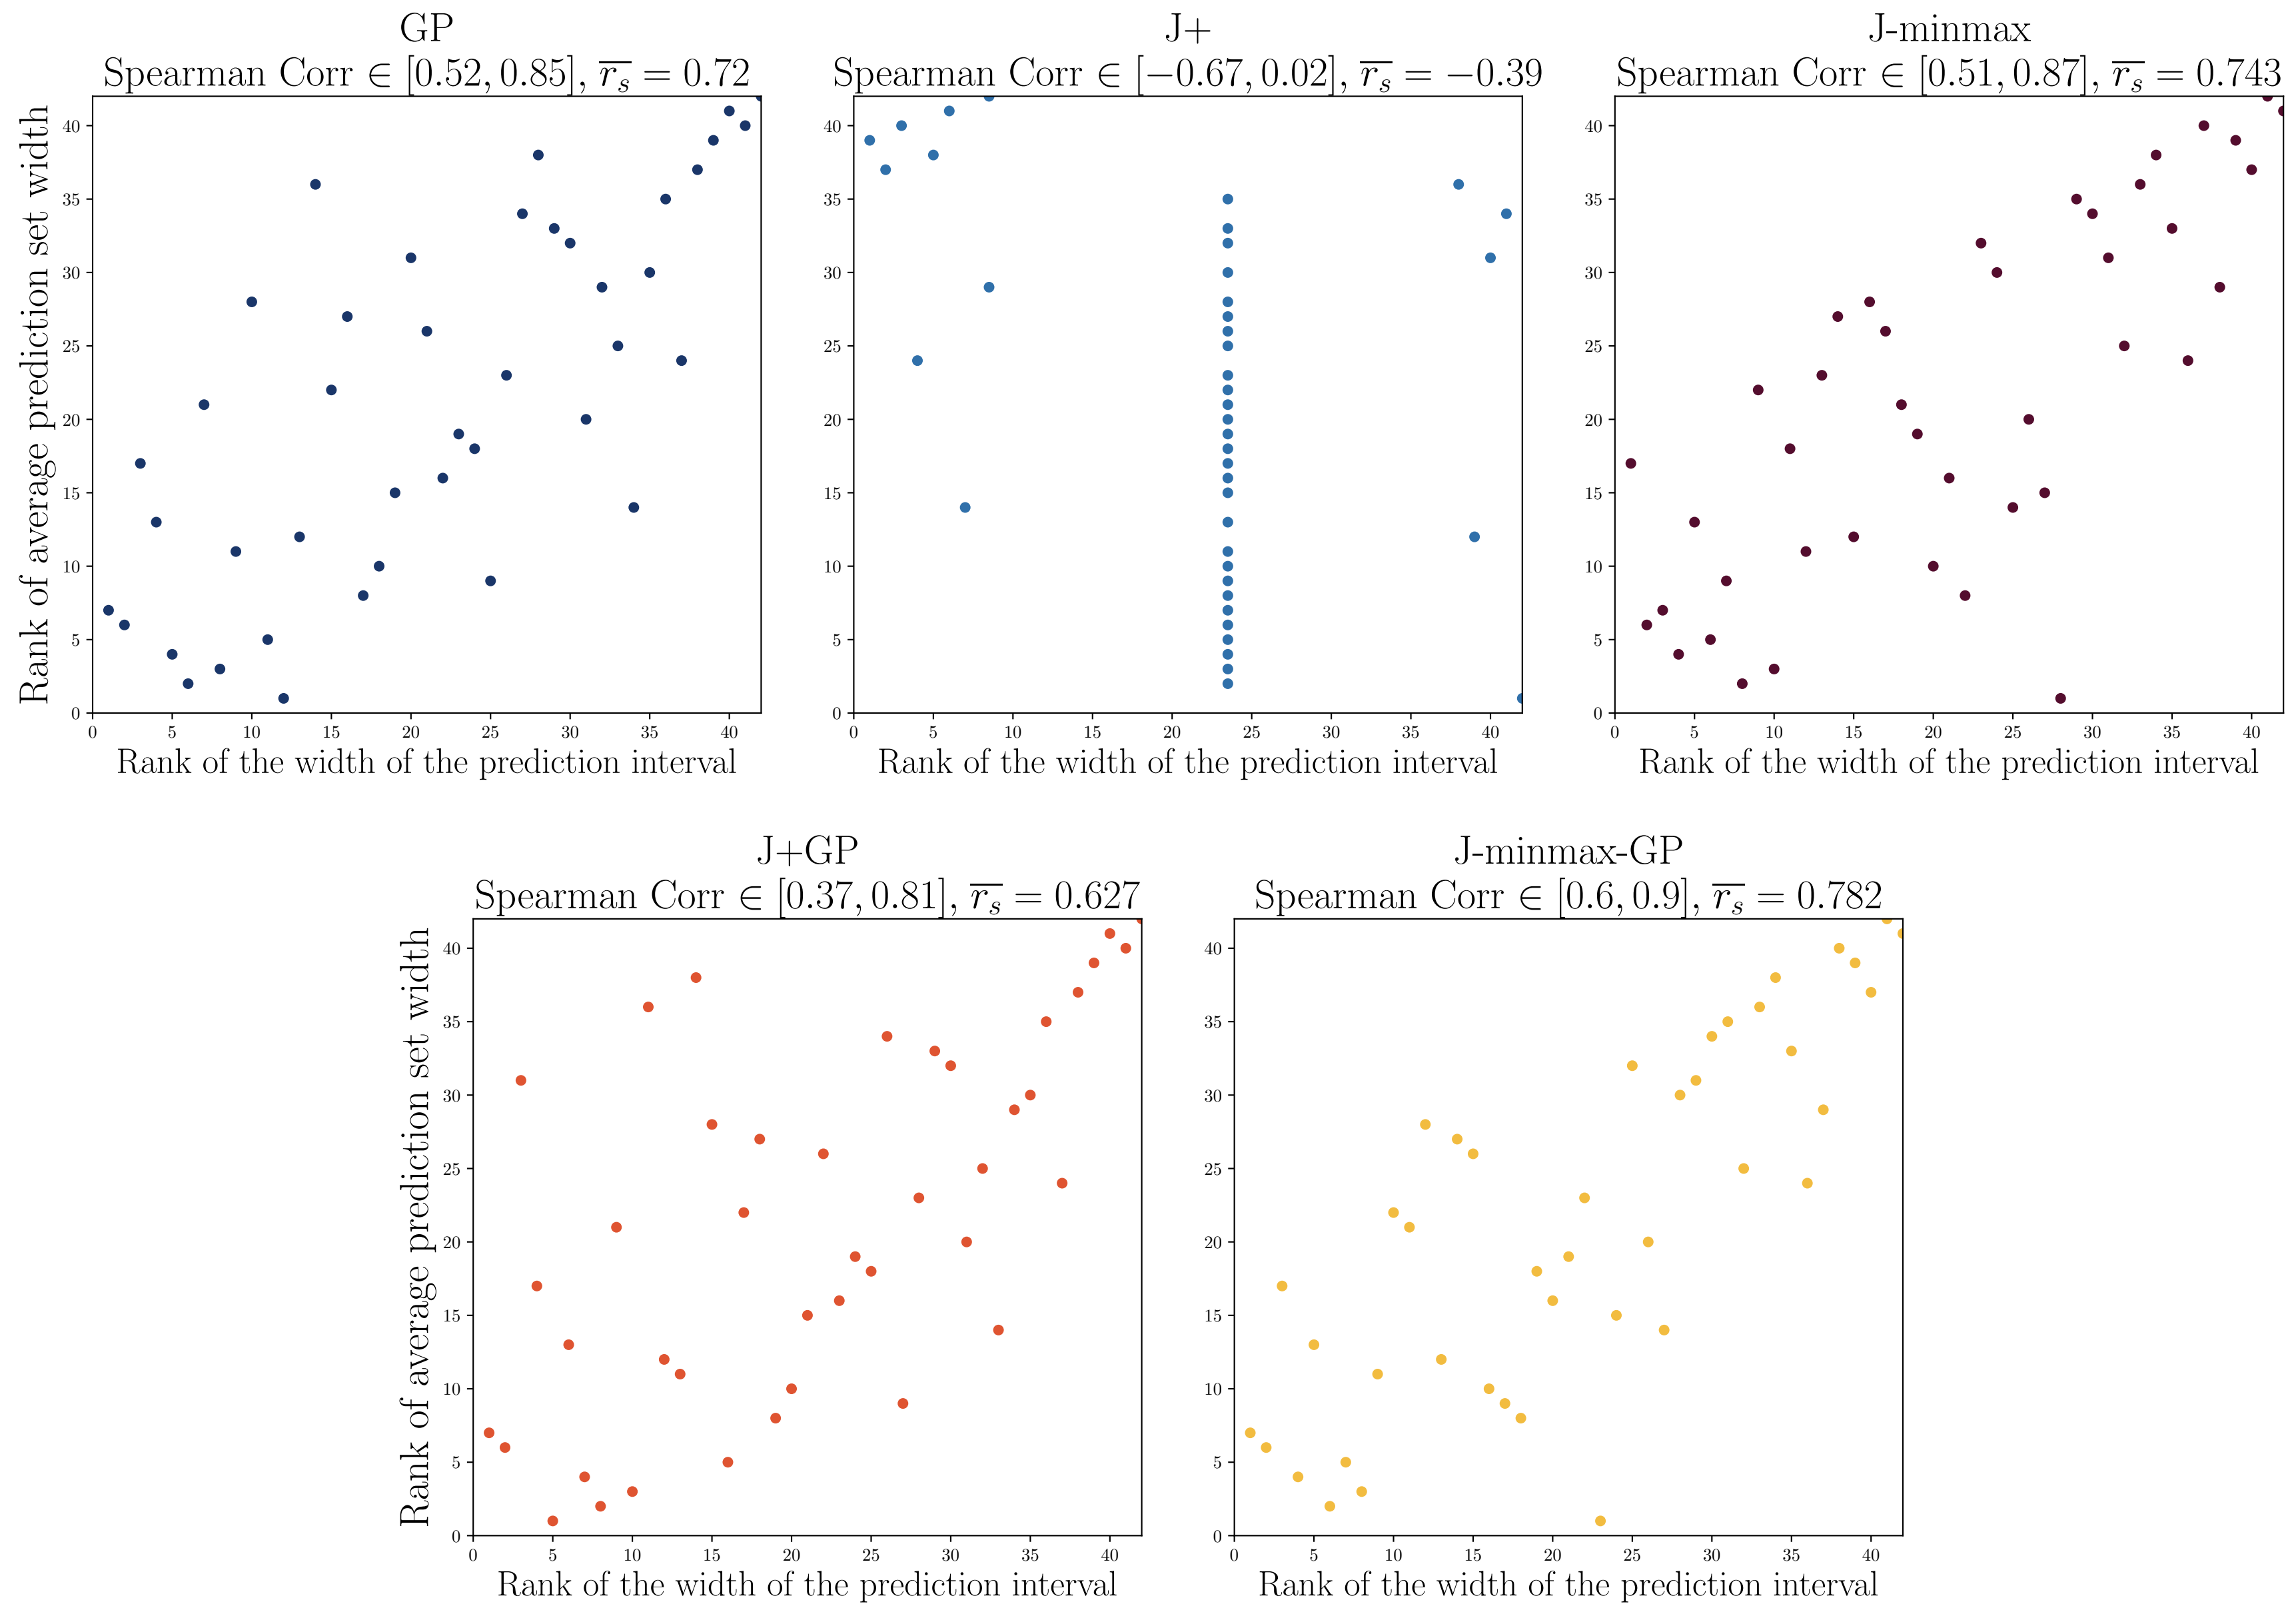 GP
Spearman Corr ∈ [0.52, 0.85], r̅_s = 0.72
J+
Spearman Corr ∈ [−0.67, 0.02], r̅_s = −0.39
J-minmax
Spearman Corr ∈ [0.51, 0.87], r̅_s = 0.743
Rank of average prediction set width
40
35
30
25
20
15
10
5
0
0 5 10 15 20 25 30 35 40
Rank of the width of the prediction interval
40
35
30
25
20
15
10
5
0
0 5 10 15 20 25 30 35 40
Rank of the width of the prediction interval
40
35
30
25
20
15
10
5
0
0 5 10 15 20 25 30 35 40
Rank of the width of the prediction interval
J+GP
Spearman Corr ∈ [0.37, 0.81], r̅_s = 0.627
J-minmax-GP
Spearman Corr ∈ [0.6, 0.9], r̅_s = 0.782
Rank of average prediction set width
40
35
30
25
20
15
10
5
0
0 5 10 15 20 25 30 35 40
Rank of the width of the prediction interval
40
35
30
25
20
15
10
5
0
0 5 10 15 20 25 30 35 40
Rank of the width of the prediction interval